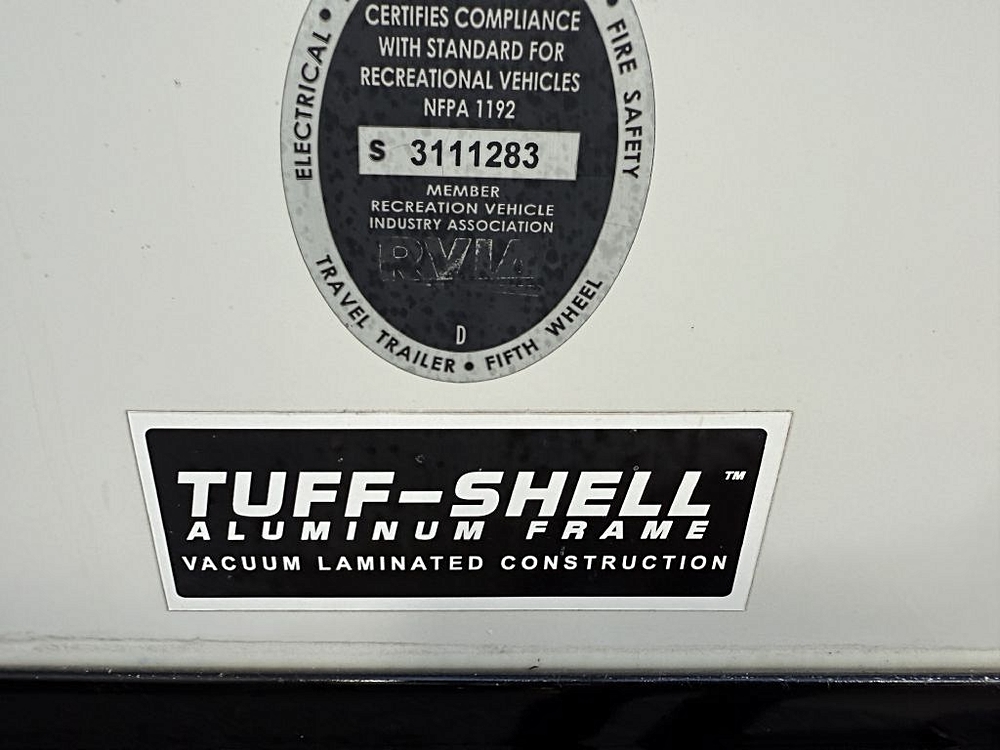 CERTIFIES COMPLIANCE
WITH STANDARD FOR
RECREATIONAL VEHICLES
NFPA 1192
S 3111283
MEMBER
RECREATION VEHICLE
INDUSTRY ASSOCIATION
RVIA
D
ELECTRICAL •
• FIRE SAFETY
TRAVEL TRAILER • FIFTH WHEEL
TUFF-SHELL™
ALUMINUM FRAME
VACUUM LAMINATED CONSTRUCTION